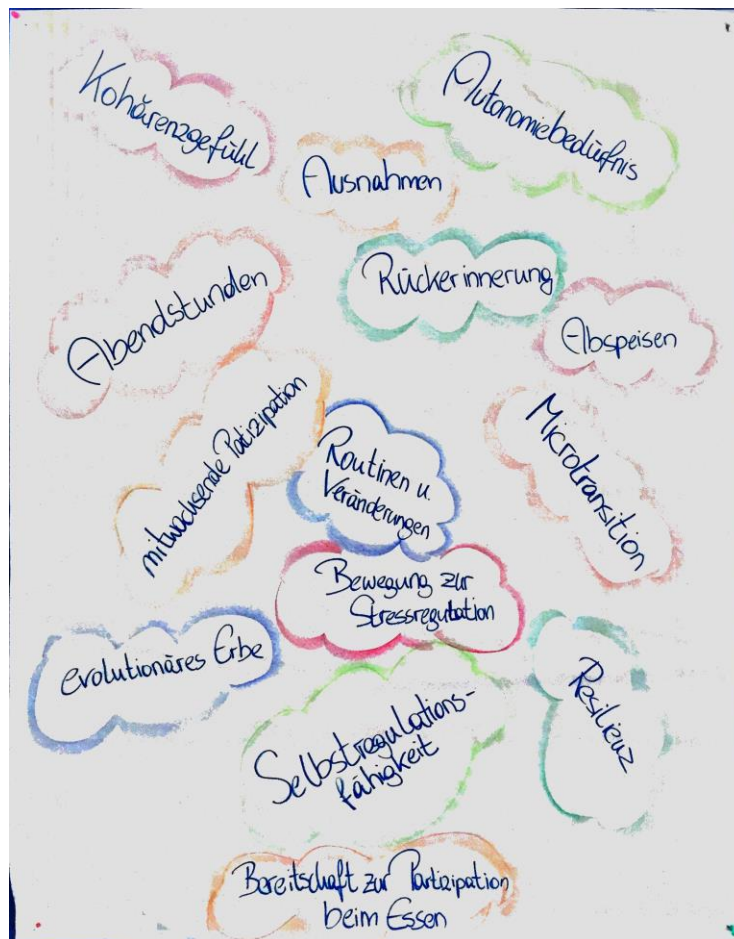 Kohärenzgefühl
Autonomiebedürfnis
Ausnahmen
Abendstunden
Rückerinnerung
Abspeisen
mitwachsende Patizipation
Routinen u.
Veränderungen
Microtransition
Bewegung zur
Stressregulation
evolutionäres Erbe
Resilienz
Selbstregulations-
fähigkeit
Bereitschaft zur Partizipation
beim Essen